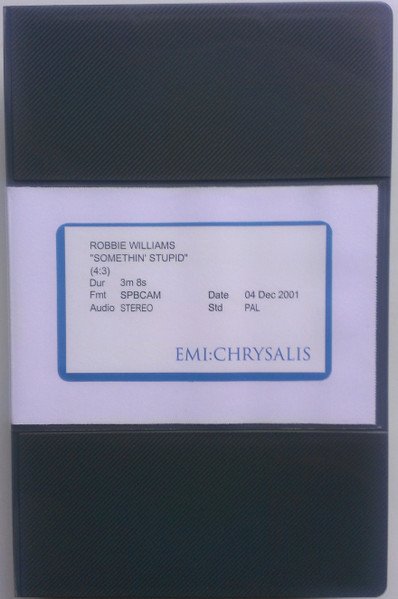 ROBBIE WILLIAMS
"SOMETHIN' STUPID"
(4:3)
Dur 3m 8s
Fmt SPBCAM Date 04 Dec 2001
Audio STEREO Std PAL
EMI:CHRYSALIS